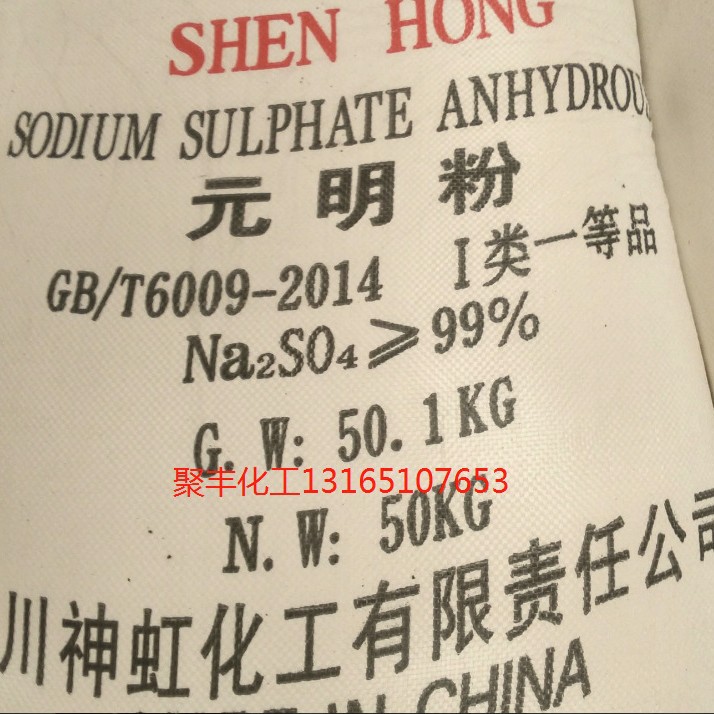 SHEN HONG
SODIUM SULPHATE ANHYDROU
元明粉
GB/T6009-2014 I类一等品
Na₂SO₄≥99%
G.W: 50.1KG
聚丰化工13165107653
N.W: 50KG
川神虹化工有限责任公司
IN CHINA